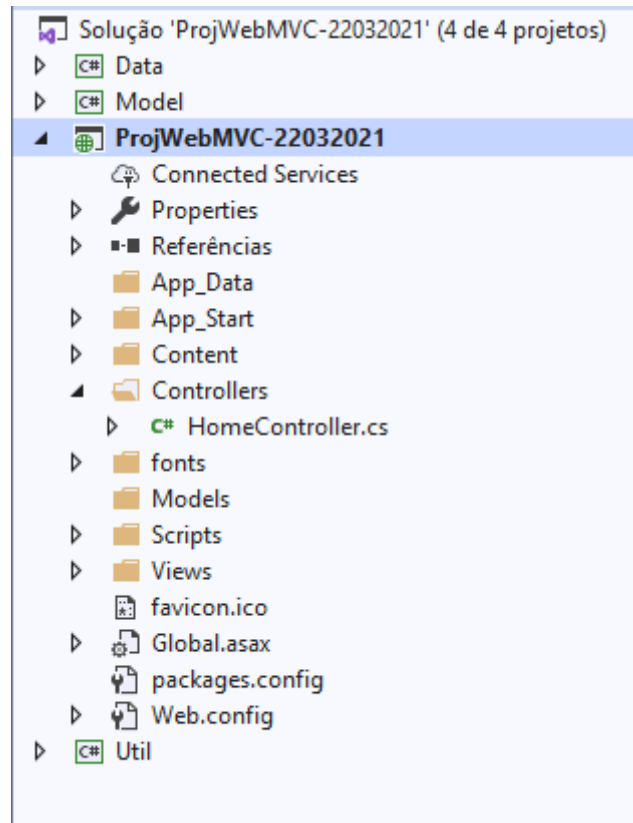 Solução 'ProjWebMVC-22032021' (4 de 4 projetos)
C# Data
C# Model
ProjWebMVC-22032021
Connected Services
Properties
Referências
App_Data
App_Start
Content
Controllers
C# HomeController.cs
fonts
Models
Scripts
Views
favicon.ico
Global.asax
packages.config
Web.config
C# Util